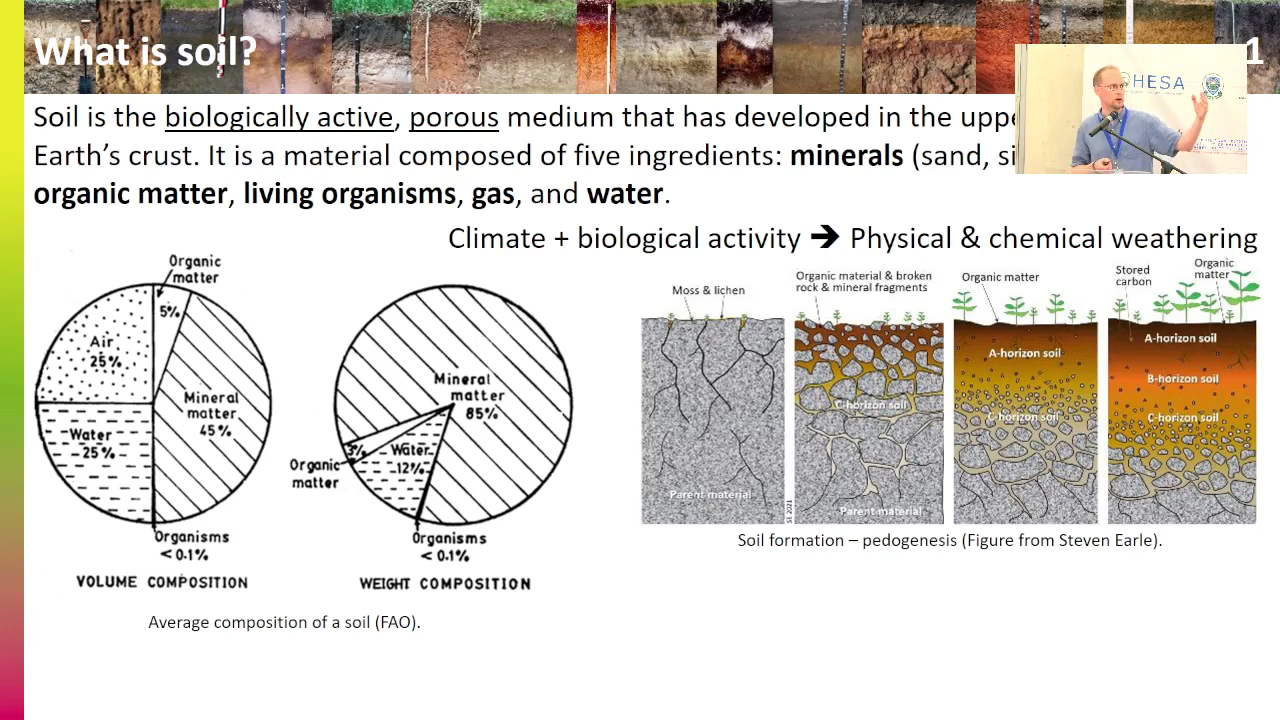 What is soil?
1
HESA
Soil is the biologically active, porous medium that has developed in the
Earth's crust. It is a material composed of five ingredients: minerals (sand,
organic matter, living organisms, gas, and water.
Climate + biological activity ➔ Physical & chemical weathering
Organic
matter
5%
Air
25%
Mineral
matter
45%
Water
25%
Organisms
< 0.1%
VOLUME COMPOSITION
Mineral
matter
85%
3%
Water
12%
Organic
matter
Organisms
< 0.1%
WEIGHT COMPOSITION
Average composition of a soil (FAO).
Moss & lichen
Parent material
SE 2021
Organic material & broken
rock & mineral fragments
C-horizon soil
Parent material
Organic matter
A-horizon soil
C-horizon soil
Stored
carbon
Organic
matter
A-horizon soil
B-horizon soil
C-horizon soil
Soil formation – pedogenesis (Figure from Steven Earle).